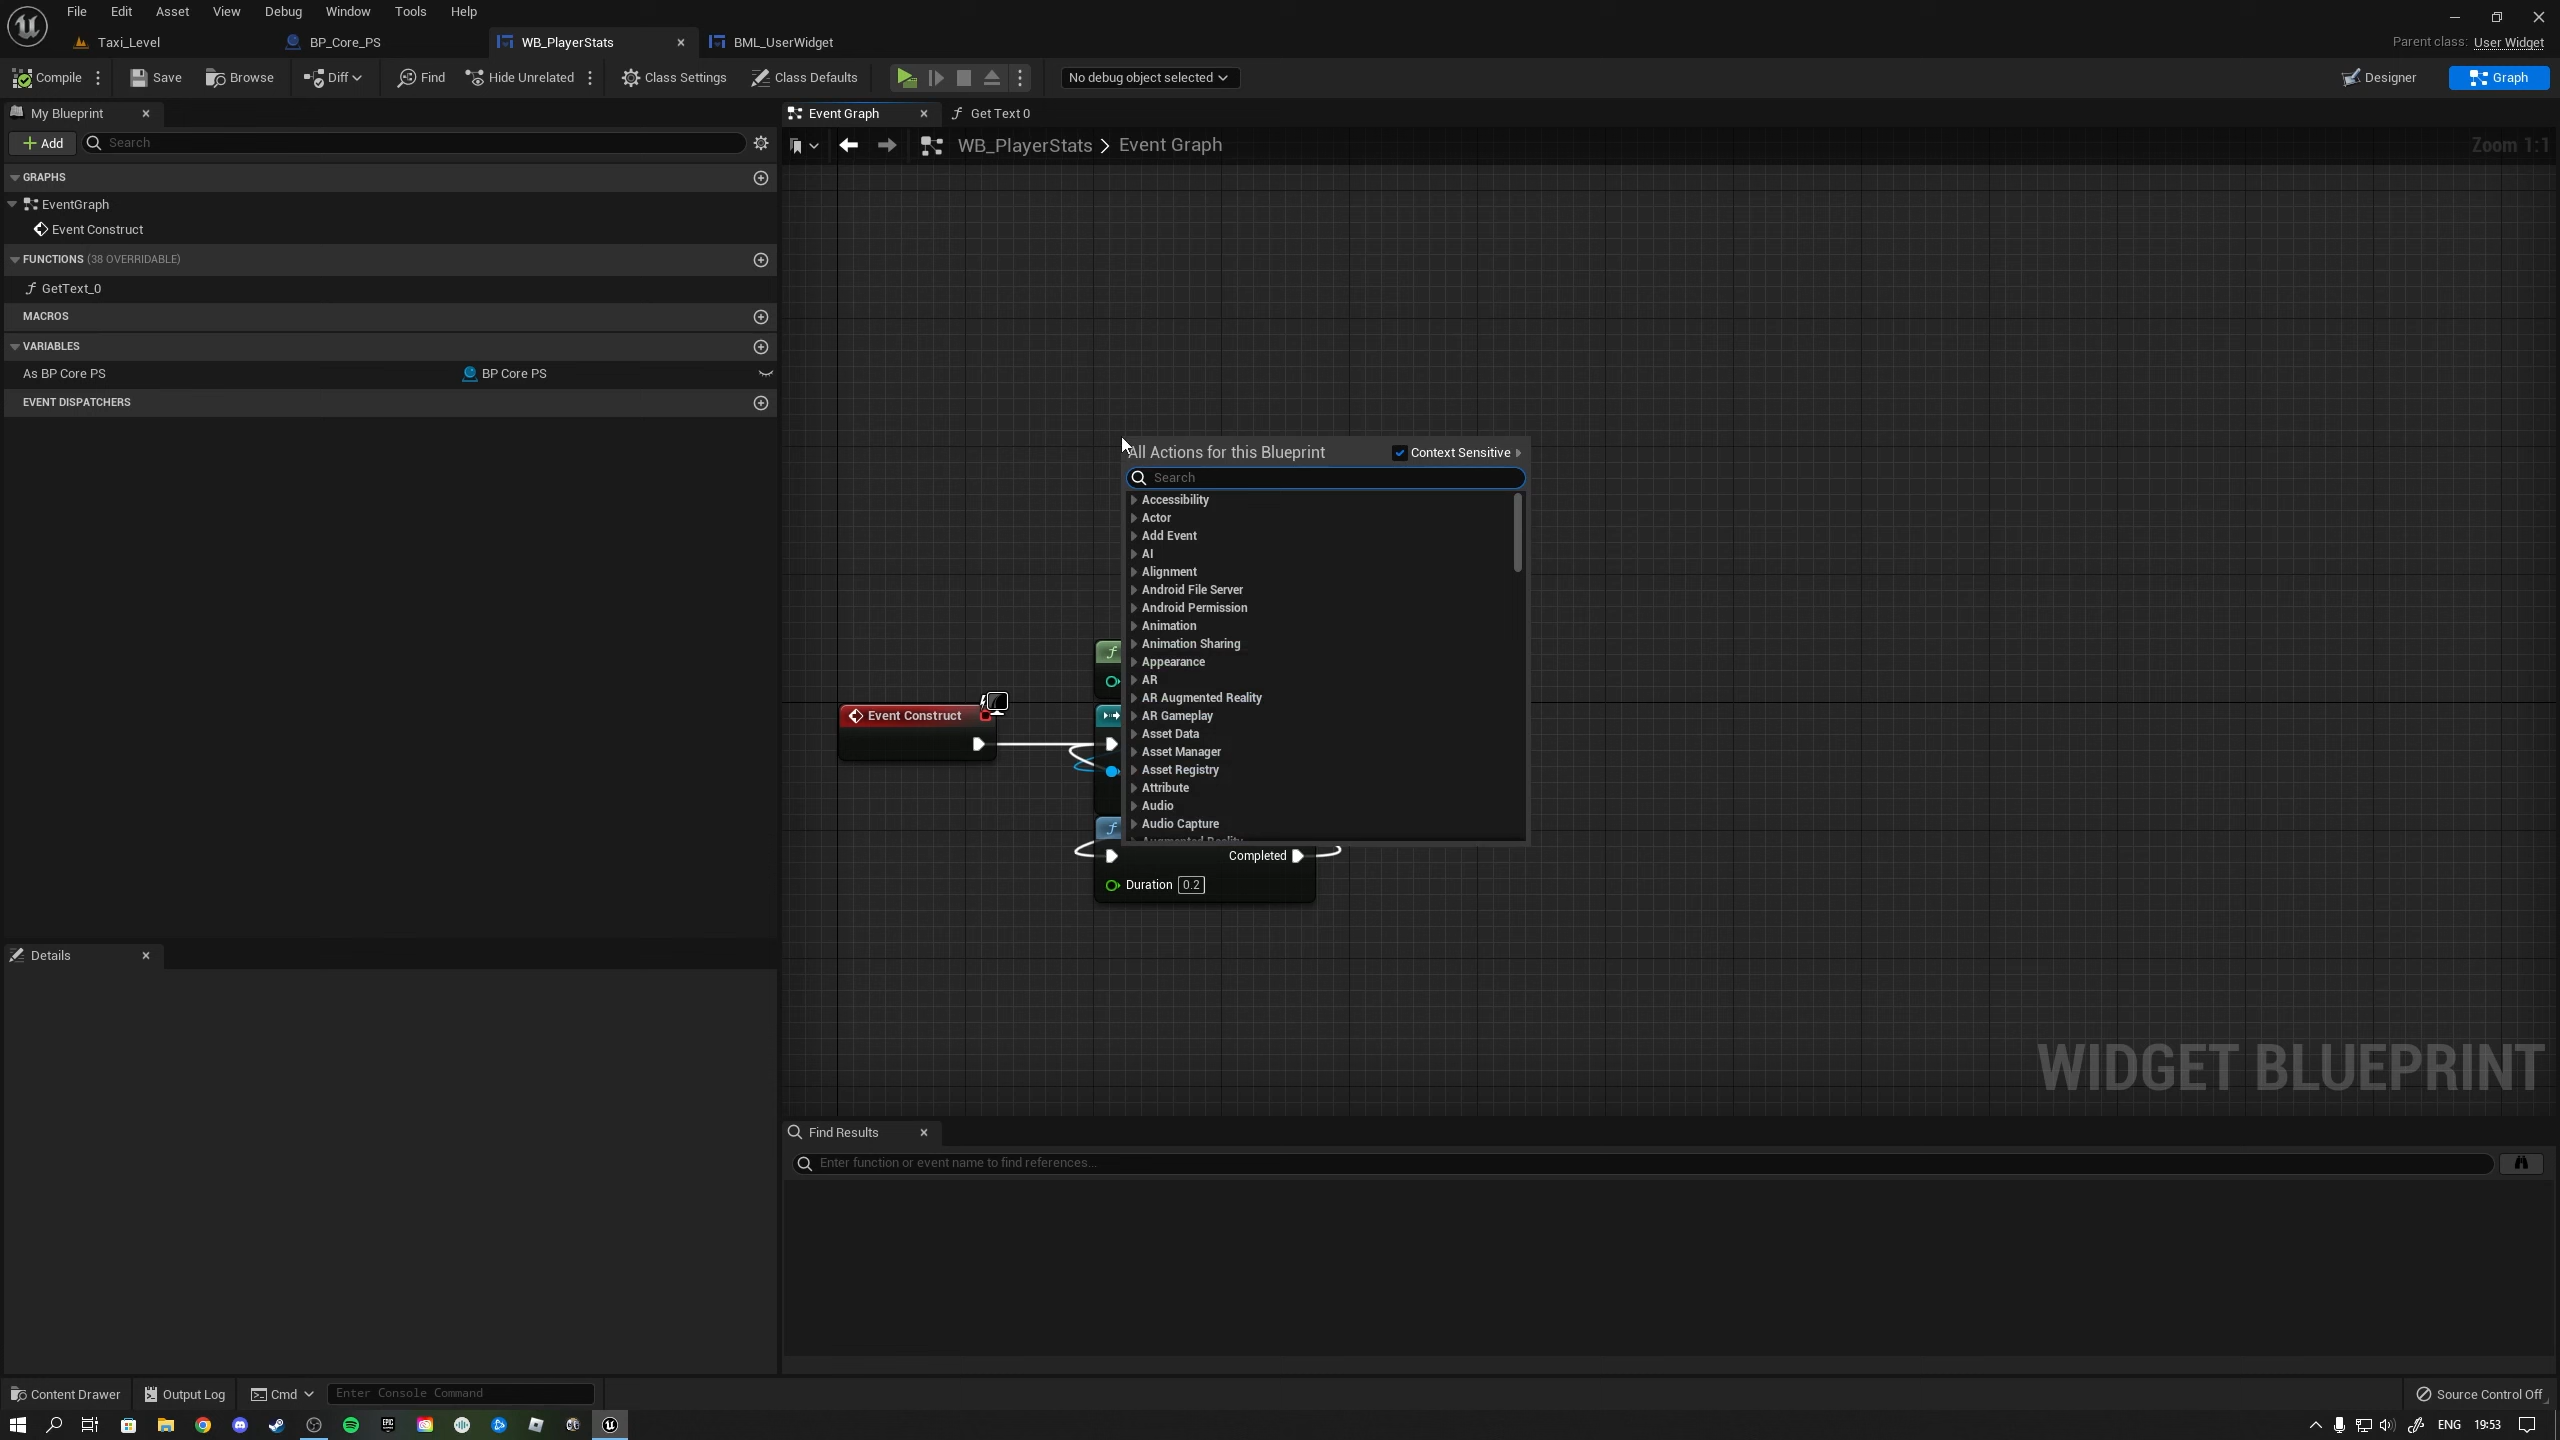 File Edit Asset View Debug Window Tools Help
Taxi_Level
BP_Core_PS
WB_PlayerStats
BML_UserWidget
Parent class: User Widget
Compile
Save
Browse
Diff
Find
Hide Unrelated
Class Settings
Class Defaults
No debug object selected
Designer
Graph
My Blueprint
Event Graph
Get Text 0
Add
Search
WB_PlayerStats > Event Graph
Zoom 1:1
GRAPHS
EventGraph
Event Construct
FUNCTIONS (38 OVERRIDABLE)
GetText_0
MACROS
VARIABLES
As BP Core PS
BP Core PS
EVENT DISPATCHERS
All Actions for this Blueprint
Context Sensitive
Search
Accessibility
Actor
Add Event
AI
Alignment
Android File Server
Android Permission
Animation
Animation Sharing
Appearance
AR
AR Augmented Reality
AR Gameplay
Asset Data
Asset Manager
Asset Registry
Attribute
Audio
Audio Capture
Augmented Reality
Event Construct
Completed
Duration 0.2
Details
WIDGET BLUEPRINT
Find Results
Enter function or event name to find references...
Content Drawer
Output Log
Cmd
Enter Console Command
Source Control Off
ENG
19:53